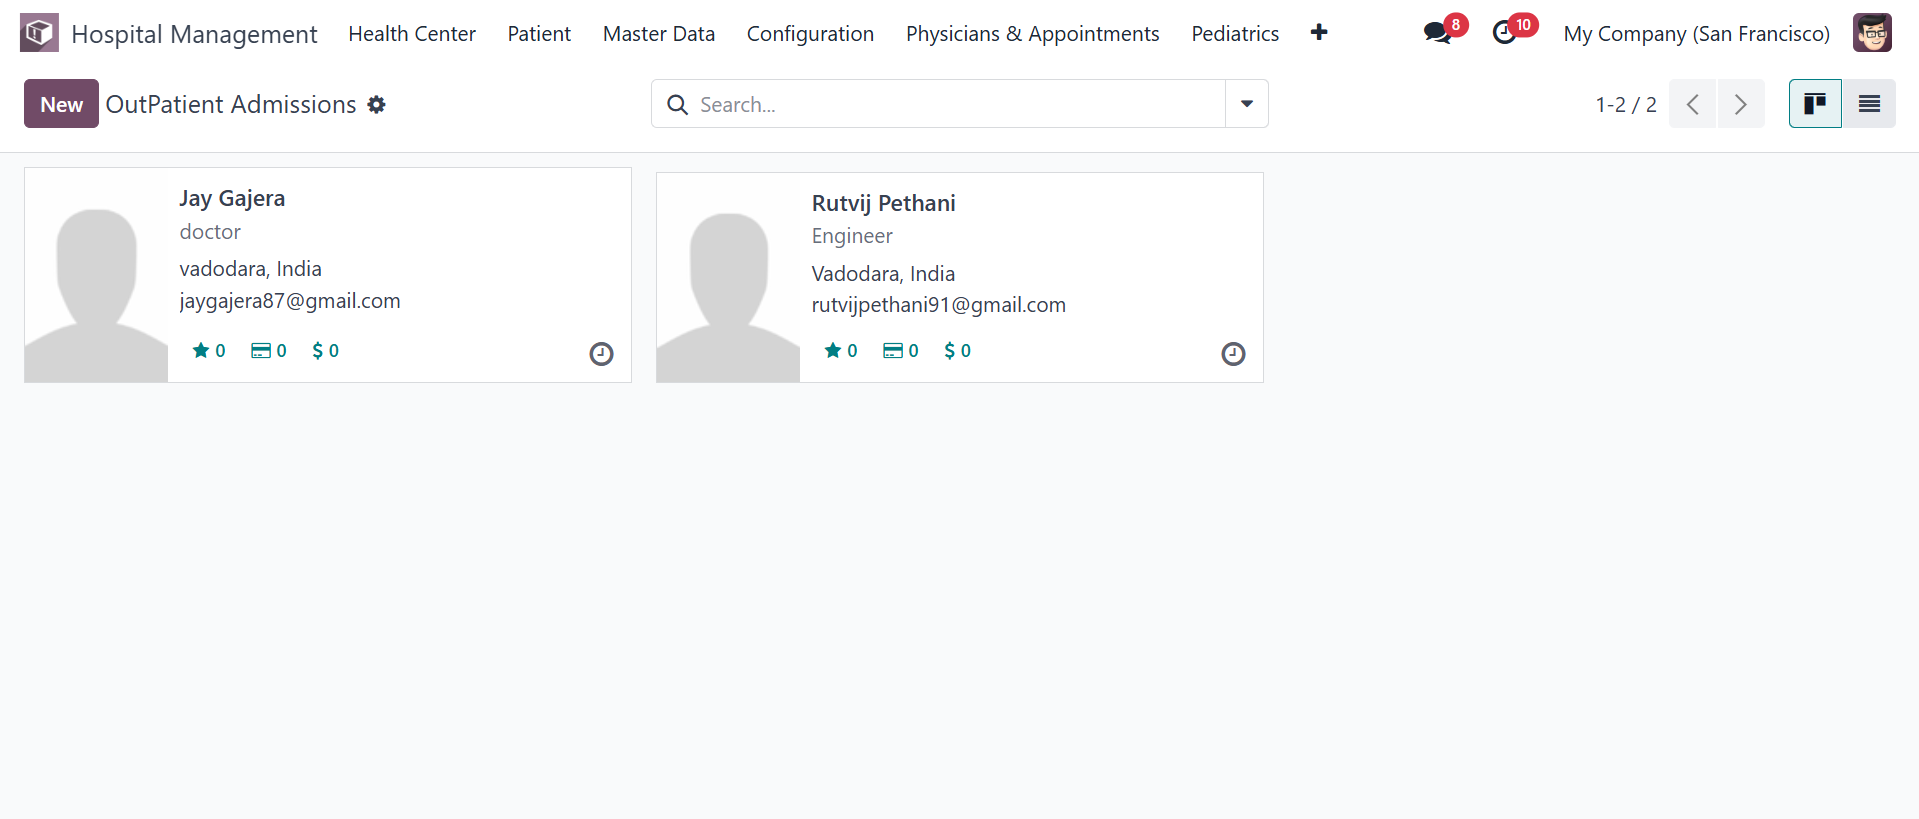 Hospital Management Health Center Patient Master Data Configuration Physicians & Appointments Pediatrics 8 10 My Company (San Francisco)
New OutPatient Admissions Search... 1-2 / 2
Jay Gajera
doctor
vadodara, India
jaygajera87@gmail.com
0 0 $ 0
Rutvij Pethani
Engineer
Vadodara, India
rutvijpethani91@gmail.com
0 0 $ 0